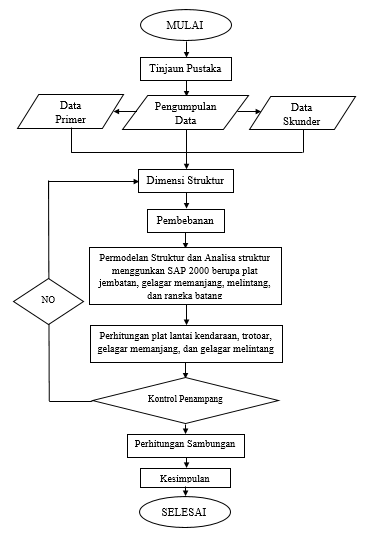 MULAI
Tinjaun Pustaka
Data
Primer
Pengumpulan
Data
Data
Skunder
Dimensi Struktur
Pembebanan
Permodelan Struktur dan Analisa struktur
menggunkan SAP 2000 berupa plat
jembatan, gelagar memanjang, melintang,
dan rangka batang
NO
Perhitungan plat lantai kendaraan, trotoar,
gelagar memanjang, dan gelagar melintang
Kontrol Penampang
Perhitungan Sambungan
Kesimpulan
SELESAI